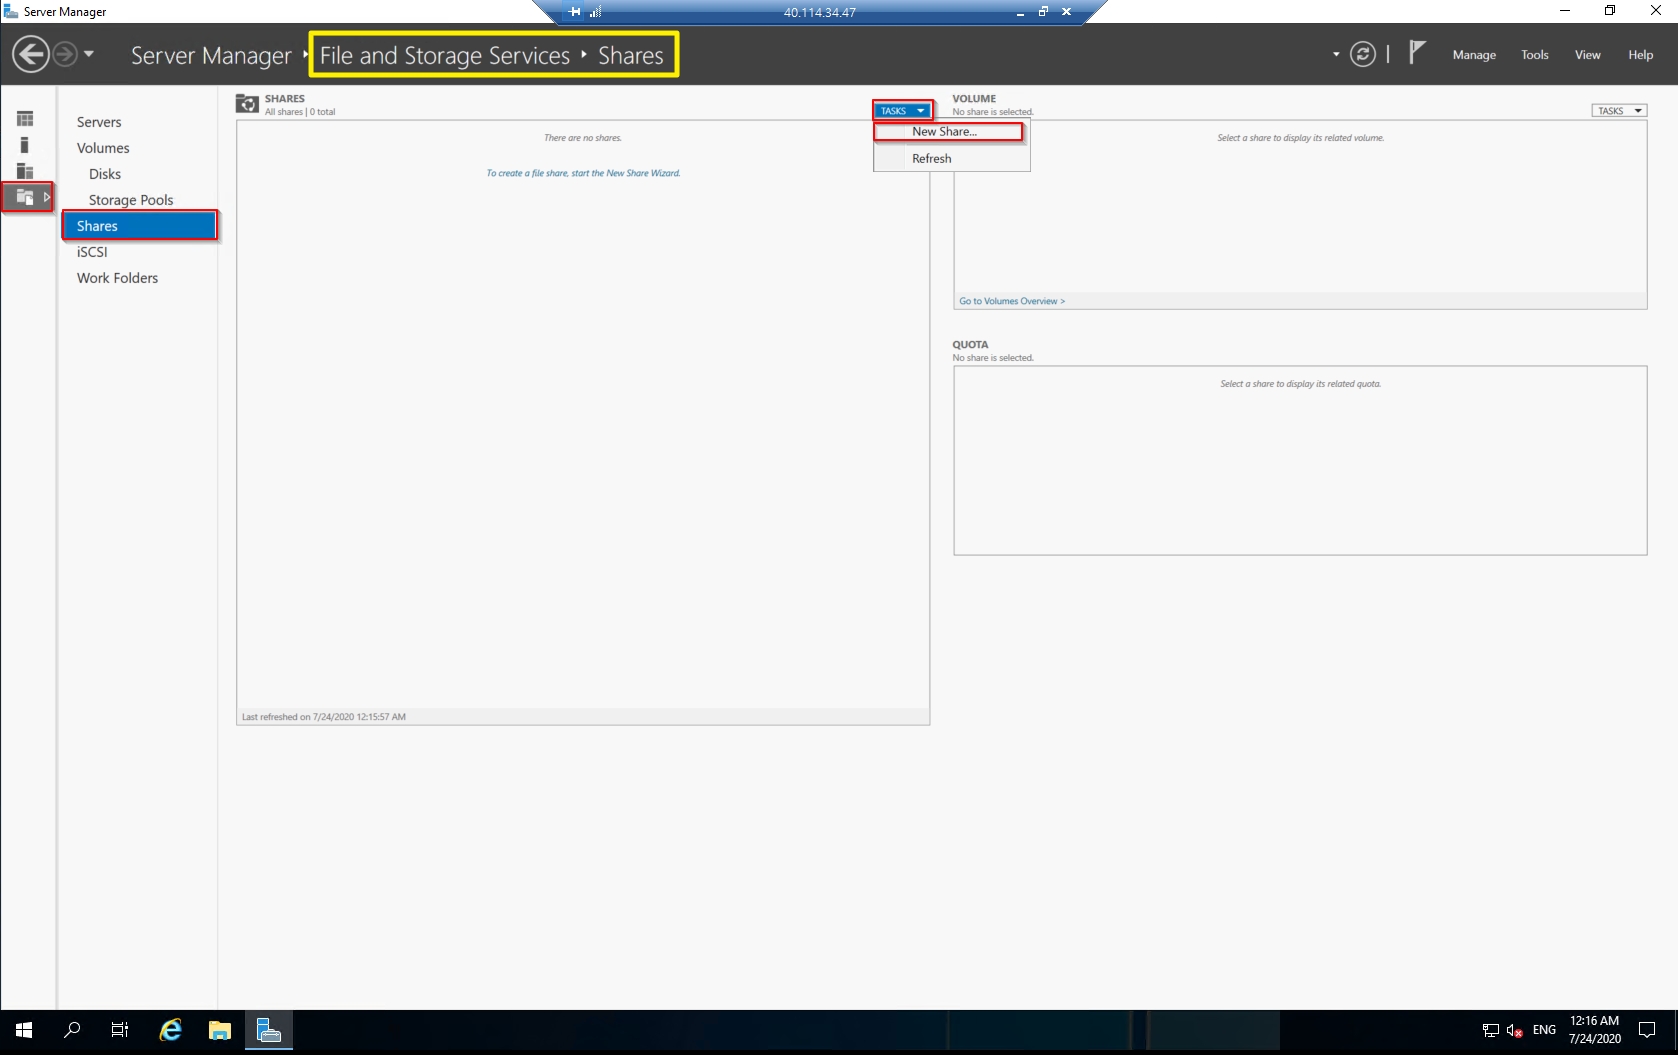 Server Manager
40.114.34.47
Server Manager
File and Storage Services
Shares
Manage
Tools
View
Help
Servers
Volumes
Disks
Storage Pools
Shares
iSCSI
Work Folders
SHARES
All shares | 0 total
TASKS
New Share...
Refresh
There are no shares.
To create a file share, start the New Share Wizard.
Last refreshed on 7/24/2020 12:15:57 AM
VOLUME
No share is selected.
TASKS
Select a share to display its related volume.
Go to Volumes Overview >
QUOTA
No share is selected.
Select a share to display its related quota.
ENG
12:16 AM
7/24/2020